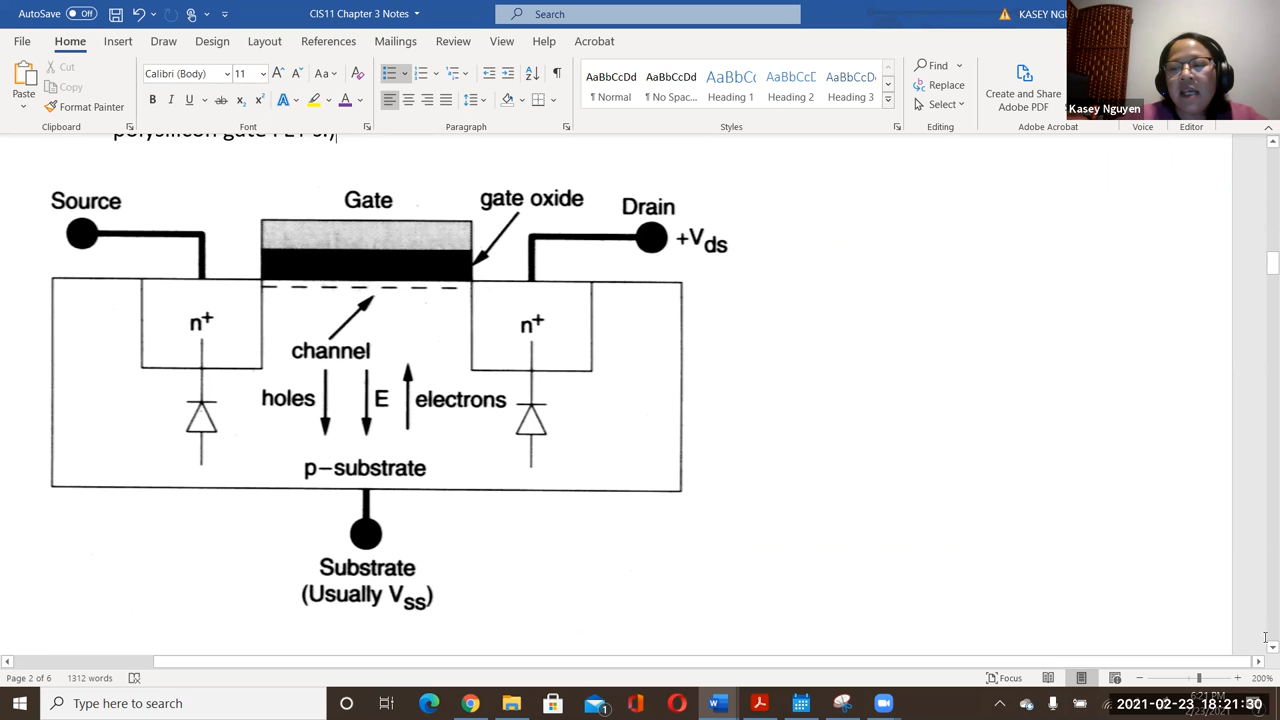 AutoSave
Off
CIS11 Chapter 3 Notes
Search
KASEY NGU
File
Home
Insert
Draw
Design
Layout
References
Mailings
Review
View
Help
Acrobat
Paste
Cut
Copy
Format Painter
Calibri (Body)
11
Clipboard
Font
Paragraph
AaBbCcDd
AaBbCcDd
AaBbCc
AaBbCcD
AaBbCcDc
¶ Normal
¶ No Spac...
Heading 1
Heading 2
Heading 3
Styles
Find
Replace
Select
Editing
Create and Share
Adobe PDF
Adobe Acrobat
Voice
Editor
Kasey Nguyen
Source
Gate
gate oxide
Drain
+Vds
n+
n+
channel
holes
E
electrons
p-substrate
Substrate
(Usually Vss)
Page 2 of 6
1312 words
Focus
200%
Type here to search
1
2021-02-23 18:21:30